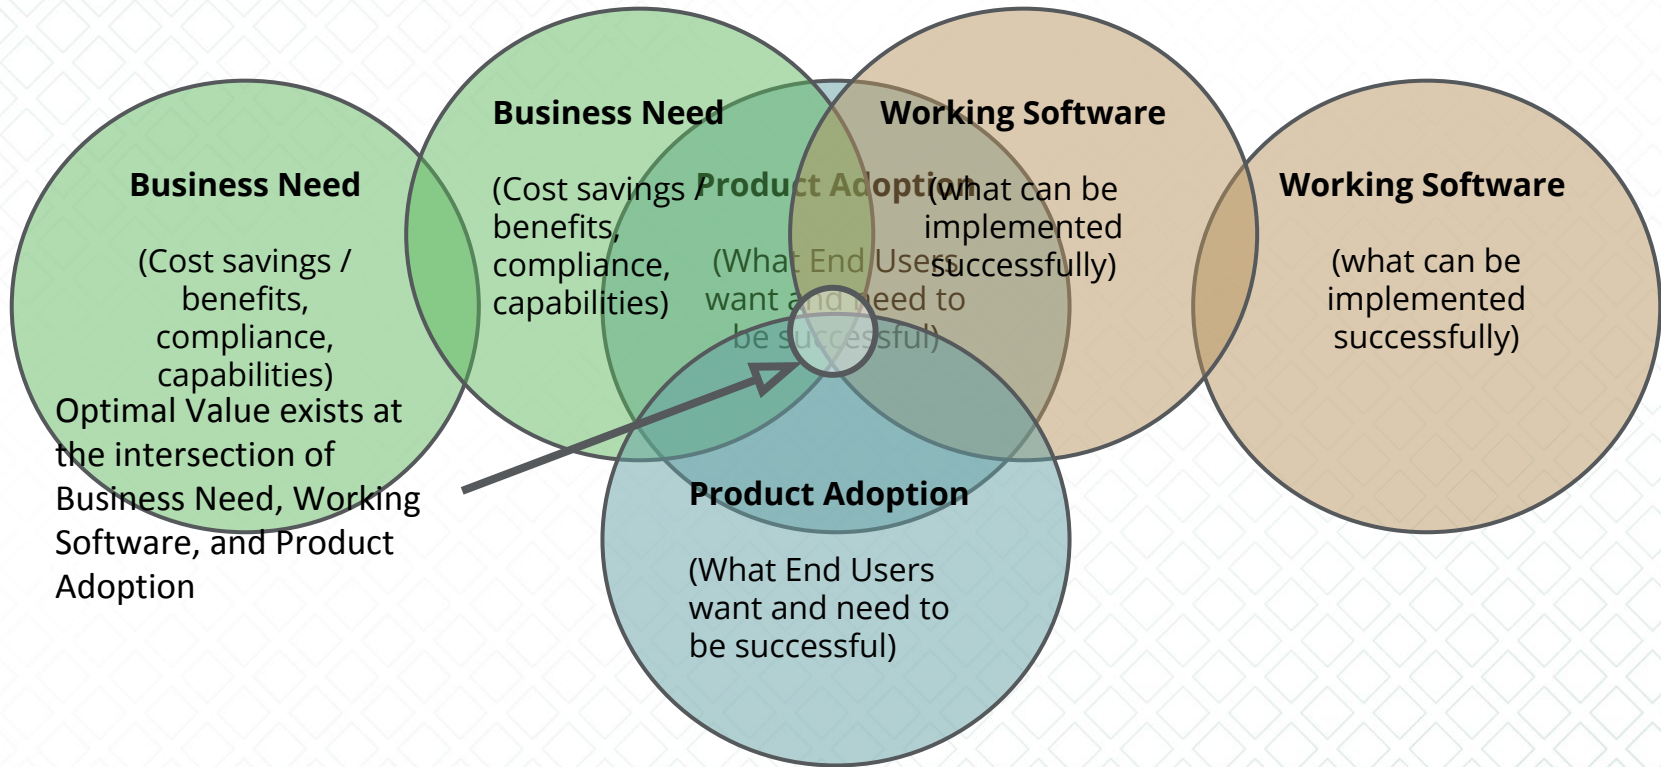 Business Need
(Cost savings /
benefits,
compliance,
capabilities)
Optimal Value exists at
the intersection of
Business Need, Working
Software, and Product
Adoption
Business Need
(Cost savings /
benefits,
compliance,
capabilities)
Product Adoption
(What End Users
want and need to
be successful)
Working Software
(what can be
implemented
successfully)
Working Software
(what can be
implemented
successfully)
Product Adoption
(What End Users
want and need to
be successful)